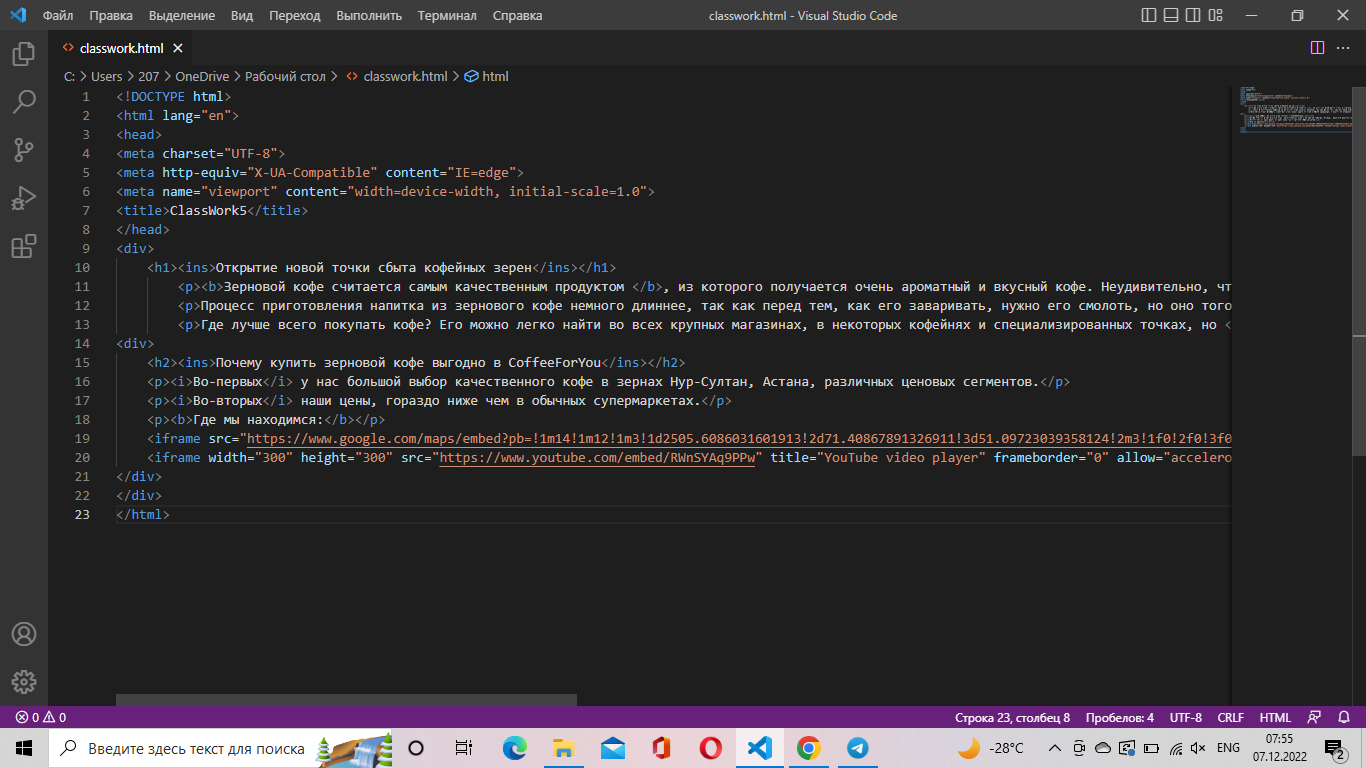 Файл Правка Выделение Вид Переход Выполнить Терминал Справка classwork.html - Visual Studio Code
classwork.html
C: > Users > 207 > OneDrive > Рабочий стол > classwork.html > html
1 <!DOCTYPE html>
2 <html lang="en">
3 <head>
4 <meta charset="UTF-8">
5 <meta http-equiv="X-UA-Compatible" content="IE=edge">
6 <meta name="viewport" content="width=device-width, initial-scale=1.0">
7 <title>ClassWork5</title>
8 </head>
9 <div>
10 <h1><ins>Открытие новой точки сбыта кофейных зерен</ins></h1>
11 <p><b>Зерновой кофе считается самым качественным продуктом </b>, из которого получается очень ароматный и вкусный кофе. Неудивительно, чт
12 <p>Процесс приготовления напитка из зернового кофе немного длиннее, так как перед тем, как его заваривать, нужно его смолоть, но оно того
13 <p>Где лучше всего покупать кофе? Его можно легко найти во всех крупных магазинах, в некоторых кофейнях и специализированных точках, но <
14 <div>
15 <h2><ins>Почему купить зерновой кофе выгодно в CoffeeForYou</ins></h2>
16 <p><i>Во-первых</i> у нас большой выбор качественного кофе в зернах Нур-Султан, Астана, различных ценовых сегментов.</p>
17 <p><i>Во-вторых</i> наши цены, гораздо ниже чем в обычных супермаркетах.</p>
18 <p><b>Где мы находимся:</b></p>
19 <iframe src="https://www.google.com/maps/embed?pb=!1m14!1m12!1m3!1d2505.6086031601913!2d71.40867891326911!3d51.09723039358124!2m3!1f0!2f0!3f0
20 <iframe width="300" height="300" src="https://www.youtube.com/embed/RWnSYAq9PPw" title="YouTube video player" frameborder="0" allow="accelero
21 </div>
22 </div>
23 </html>
0 0 Строка 23, столбец 8 Пробелов: 4 UTF-8 CRLF HTML
Введите здесь текст для поиска -28°C ENG 07:55
07.12.2022 2